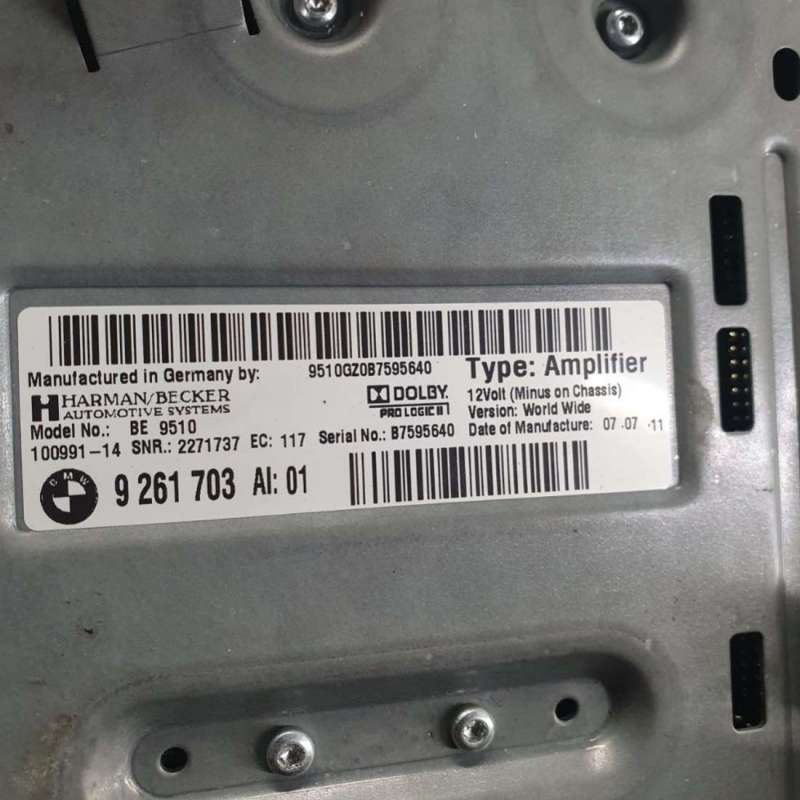 9510GZ0B7595640
Type: Amplifier
Manufactured in Germany by:
HARMAN/BECKER
AUTOMOTIVE SYSTEMS
DOLBY
PRO LOGIC II
12Volt (Minus on Chassis)
Version: World Wide
Model No.: BE 9510
100991-14 SNR.: 2271737 EC: 117 Serial No.: B7595640 Date of Manufacture: 07 07 11
BMW 9 261 703 AI: 01